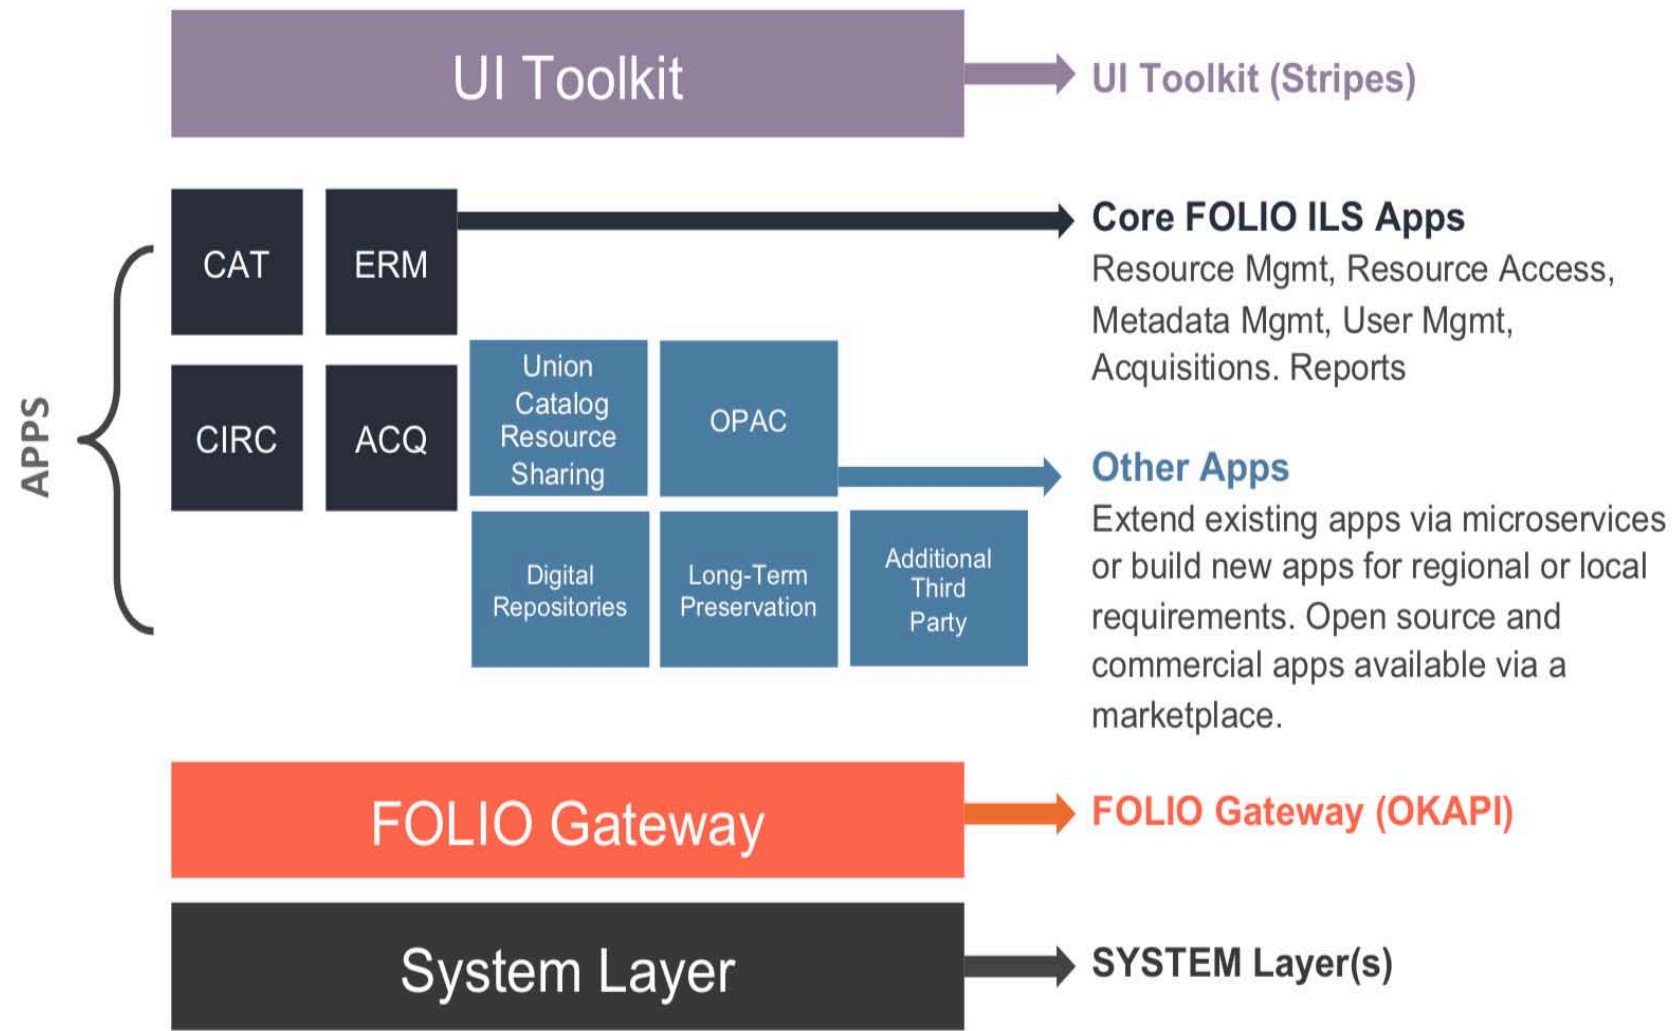 UI Toolkit
UI Toolkit (Stripes)
APPS
CAT
ERM
CIRC
ACQ
Core FOLIO ILS Apps
Resource Mgmt, Resource Access,
Metadata Mgmt, User Mgmt,
Acquisitions. Reports
Union
Catalog
Resource
Sharing
OPAC
Digital
Repositories
Long-Term
Preservation
Additional
Third
Party
Other Apps
Extend existing apps via microservices
or build new apps for regional or local
requirements. Open source and
commercial apps available via a
marketplace.
FOLIO Gateway
FOLIO Gateway (OKAPI)
System Layer
SYSTEM Layer(s)